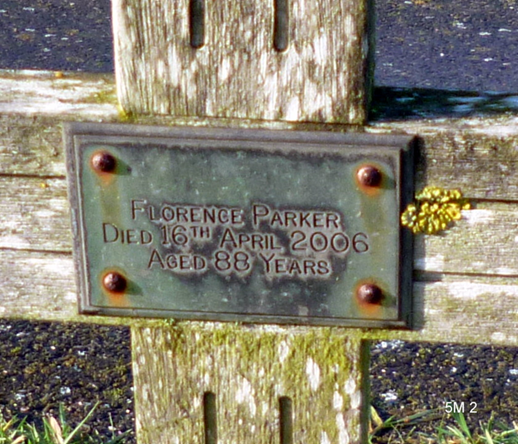 Florence Parker
Died 16th April 2006
Aged 88 Years
5M 2